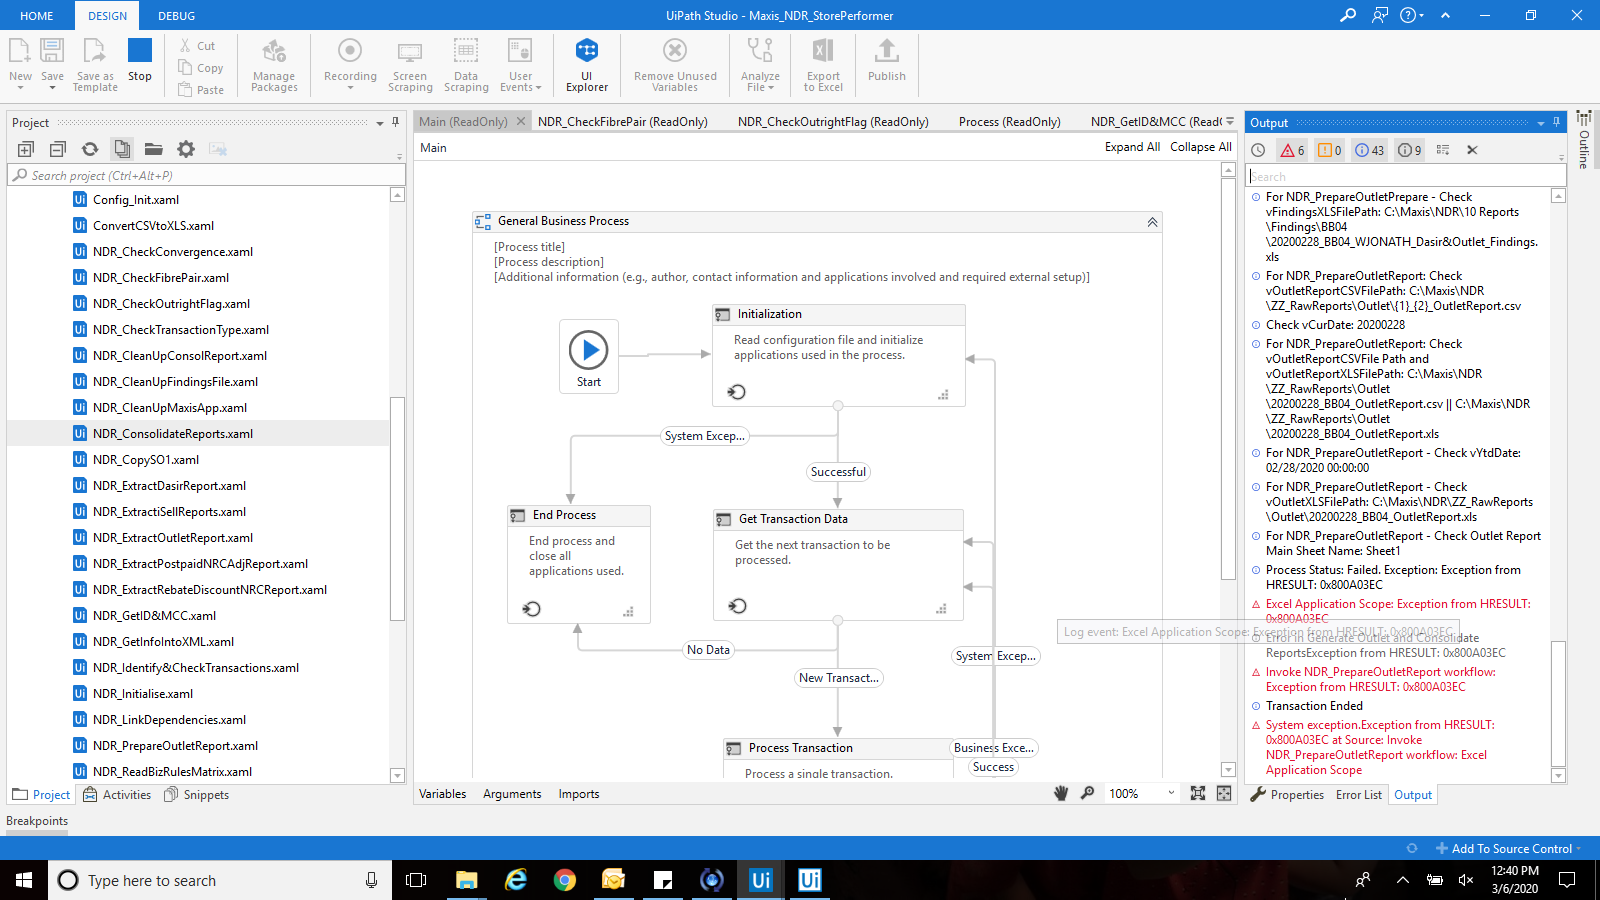 HOME
DESIGN
DEBUG
UiPath Studio - Maxis_NDR_StorePerformer
New
Save
Save as
Template
Stop
Cut
Copy
Paste
Manage
Packages
Recording
Screen
Scraping
Data
Scraping
User
Events
UI
Explorer
Remove Unused
Variables
Analyze
File
Export
to Excel
Publish
Project
Search project (Ctrl+Alt+P)
Config_Init.xaml
ConvertCSVtoXLS.xaml
NDR_CheckConvergence.xaml
NDR_CheckFibrePair.xaml
NDR_CheckOutrightFlag.xaml
NDR_CheckTransactionType.xaml
NDR_CleanUpConsolReport.xaml
NDR_CleanUpFindingsFile.xaml
NDR_CleanUpMaxisApp.xaml
NDR_ConsolidateReports.xaml
NDR_CopySO1.xaml
NDR_ExtractDasirReport.xaml
NDR_ExtractiSellReports.xaml
NDR_ExtractOutletReport.xaml
NDR_ExtractPostpaidNRCAdjReport.xaml
NDR_ExtractRebateDiscountNRCReport.xaml
NDR_GetID&MCC.xaml
NDR_GetInfoIntoXML.xaml
NDR_Identify&CheckTransactions.xaml
NDR_Initialise.xaml
NDR_LinkDependencies.xaml
NDR_PrepareOutletReport.xaml
NDR_ReadBizRulesMatrix.xaml
Project
Activities
Snippets
Breakpoints
Main (ReadOnly)
NDR_CheckFibrePair (ReadOnly)
NDR_CheckOutrightFlag (ReadOnly)
Process (ReadOnly)
NDR_GetID&MCC (Read
Main
Expand All
Collapse All
General Business Process
[Process title]
[Process description]
[Additional information (e.g., author, contact information and applications involved and required external setup)]
Start
Initialization
Read configuration file and initialize
applications used in the process.
System Excep...
Successful
End Process
End process and
close all
applications used.
Get Transaction Data
Get the next transaction to be
processed.
No Data
New Transact...
System Excep...
Process Transaction
Process a single transaction.
Business Exce...
Success
Variables
Arguments
Imports
100%
Output
6
0
43
9
Search
For NDR_PrepareOutletPrepare - Check
vFindingsXLSFilePath: C:\Maxis\NDR\10 Reports
\Findings\BB04
\20200228_BB04_WJONATH_Dasir&Outlet_Findings.
xls
For NDR_PrepareOutletReport: Check
vOutletReportCSVFilePath: C:\Maxis\NDR
\ZZ_RawReports\Outlet\{1}_{2}_OutletReport.csv
Check vCurDate: 20200228
For NDR_PrepareOutletReport: Check
vOutletReportCSVFile Path and
vOutletReportXLSFilePath: C:\Maxis\NDR
\ZZ_RawReports\Outlet
\20200228_BB04_OutletReport.csv || C:\Maxis\NDR
\ZZ_RawReports\Outlet
\20200228_BB04_OutletReport.xls
For NDR_PrepareOutletReport - Check vYtdDate:
02/28/2020 00:00:00
For NDR_PrepareOutletReport - Check
vOutletXLSFilePath: C:\Maxis\NDR\ZZ_RawReports
\Outlet\20200228_BB04_OutletReport.xls
For NDR_PrepareOutletReport - Check Outlet Report
Main Sheet Name: Sheet1
Process Status: Failed. Exception: Exception from
HRESULT: 0x800A03EC
Excel Application Scope: Exception from HRESULT:
0x800A03EC
Log event: Excel Application Scope: Exception from HRESULT: 0x800A03EC
Error in Generate Outlet and Consolidate
ReportsException from HRESULT: 0x800A03EC
Invoke NDR_PrepareOutletReport workflow:
Exception from HRESULT: 0x800A03EC
Transaction Ended
System exception.Exception from HRESULT:
0x800A03EC at Source: Invoke
NDR_PrepareOutletReport workflow: Excel
Application Scope
Properties
Error List
Output
Outline
Add To Source Control
Type here to search
12:40 PM
3/6/2020